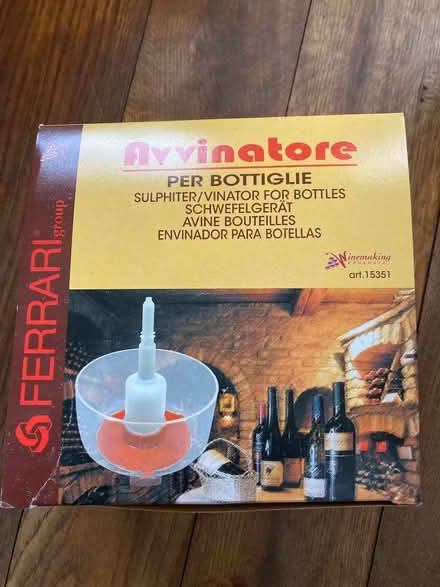 Avvinatore
PER BOTTIGLIE
SULPHITER/VINATOR FOR BOTTLES
SCHWEFELGERÄT
AVINE BOUTEILLES
ENVINADOR PARA BOTELLAS
Winemaking
art.15351
FERRARI®
group